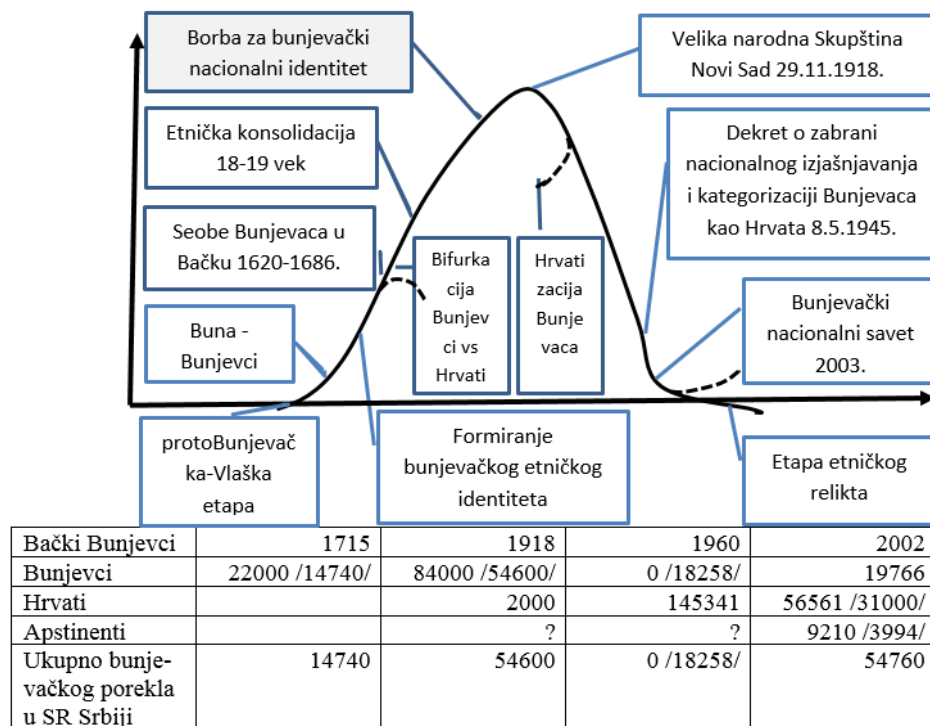 Borba za bunjevački
nacionalni identitet
Velika narodna Skupština
Novi Sad 29.11.1918.
Etnička konsolidacija
18-19 vek
Dekret o zabrani
nacionalnog izjašnjavanja
i kategorizaciji Bunjevaca
kao Hrvata 8.5.1945.
Seobe Bunjevaca u
Bačku 1620-1686.
Bifurka
cija
Bunjev
ci vs
Hrvati
Hrvati
zacija
Bunje
vaca
Buna -
Bunjevci
Bunjevački
nacionalni savet
2003.
protoBunjevač
ka-Vlaška
etapa
Formiranje
bunjevačkog etničkog
identiteta
Etapa etničkog
relikta
Bački Bunjevci 1715 1918 1960 2002
Bunjevci 22000 /14740/ 84000 /54600/ 0 /18258/ 19766
Hrvati 2000 145341 56561 /31000/
Apstinenti ? ? 9210 /3994/
Ukupno bunje- 14740 54600 0 /18258/ 54760
vačkog porekla
u SR Srbiji